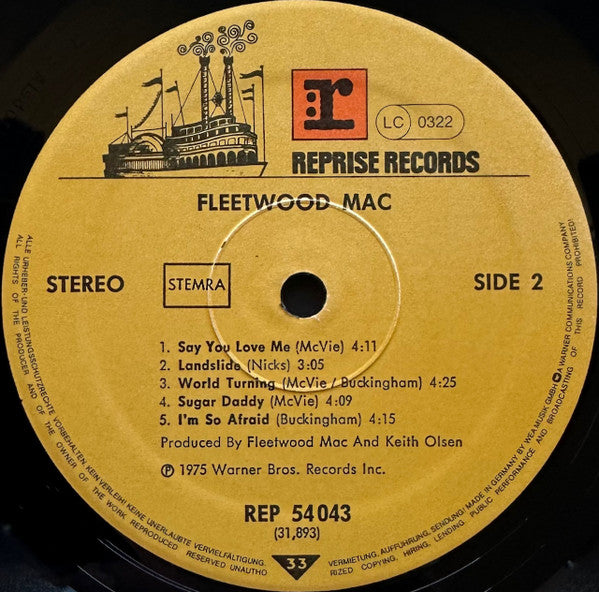 r
LC 0322
REPRISE RECORDS
FLEETWOOD MAC
STEREO
STEMRA
SIDE 2
1. Say You Love Me (McVie) 4:11
2. Landslide (Nicks) 3:05
3. World Turning (McVie / Buckingham) 4:25
4. Sugar Daddy (McVie) 4:09
5. I'm So Afraid (Buckingham) 4:15
Produced By Fleetwood Mac And Keith Olsen
℗ 1975 Warner Bros. Records Inc.
REP 54 043
(31,893)
33
ALLE URHEBER- UND LEISTUNGSSCHUTZRECHTE VORBEHALTEN. KEIN VERLEIH! KEINE UNERLAUBTE VERVIELFÄLTIGUNG,
VERMIETUNG, AUFFÜHRUNG, SENDUNG! MADE IN GERMANY BY WEA MUSIK GMBH A WARNER COMMUNICATIONS COMPANY
ALL RIGHTS OF THE PRODUCER AND OF THE OWNER OF THE WORK REPRODUCED RESERVED UNAUTHO
RIZED COPYING, HIRING, LENDING PUBLIC PERFORMANCE AND BROADCASTING OF THIS RECORD PROHIBITED!